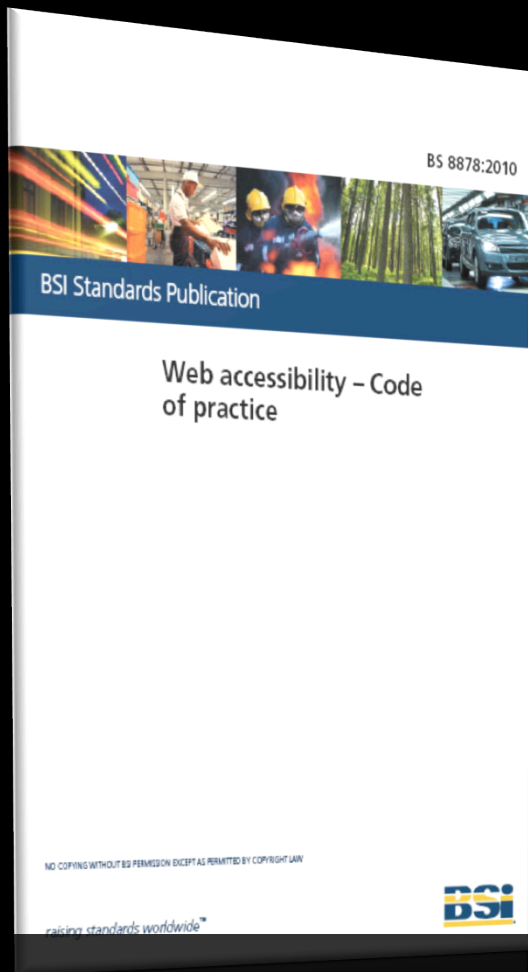 BS 8878:2010
BSI Standards Publication
Web accessibility – Code
of practice
NO COPYING WITHOUT BSI PERMISSION EXCEPT AS PERMITTED BY COPYRIGHT LAW
raising standards worldwide™
BSi